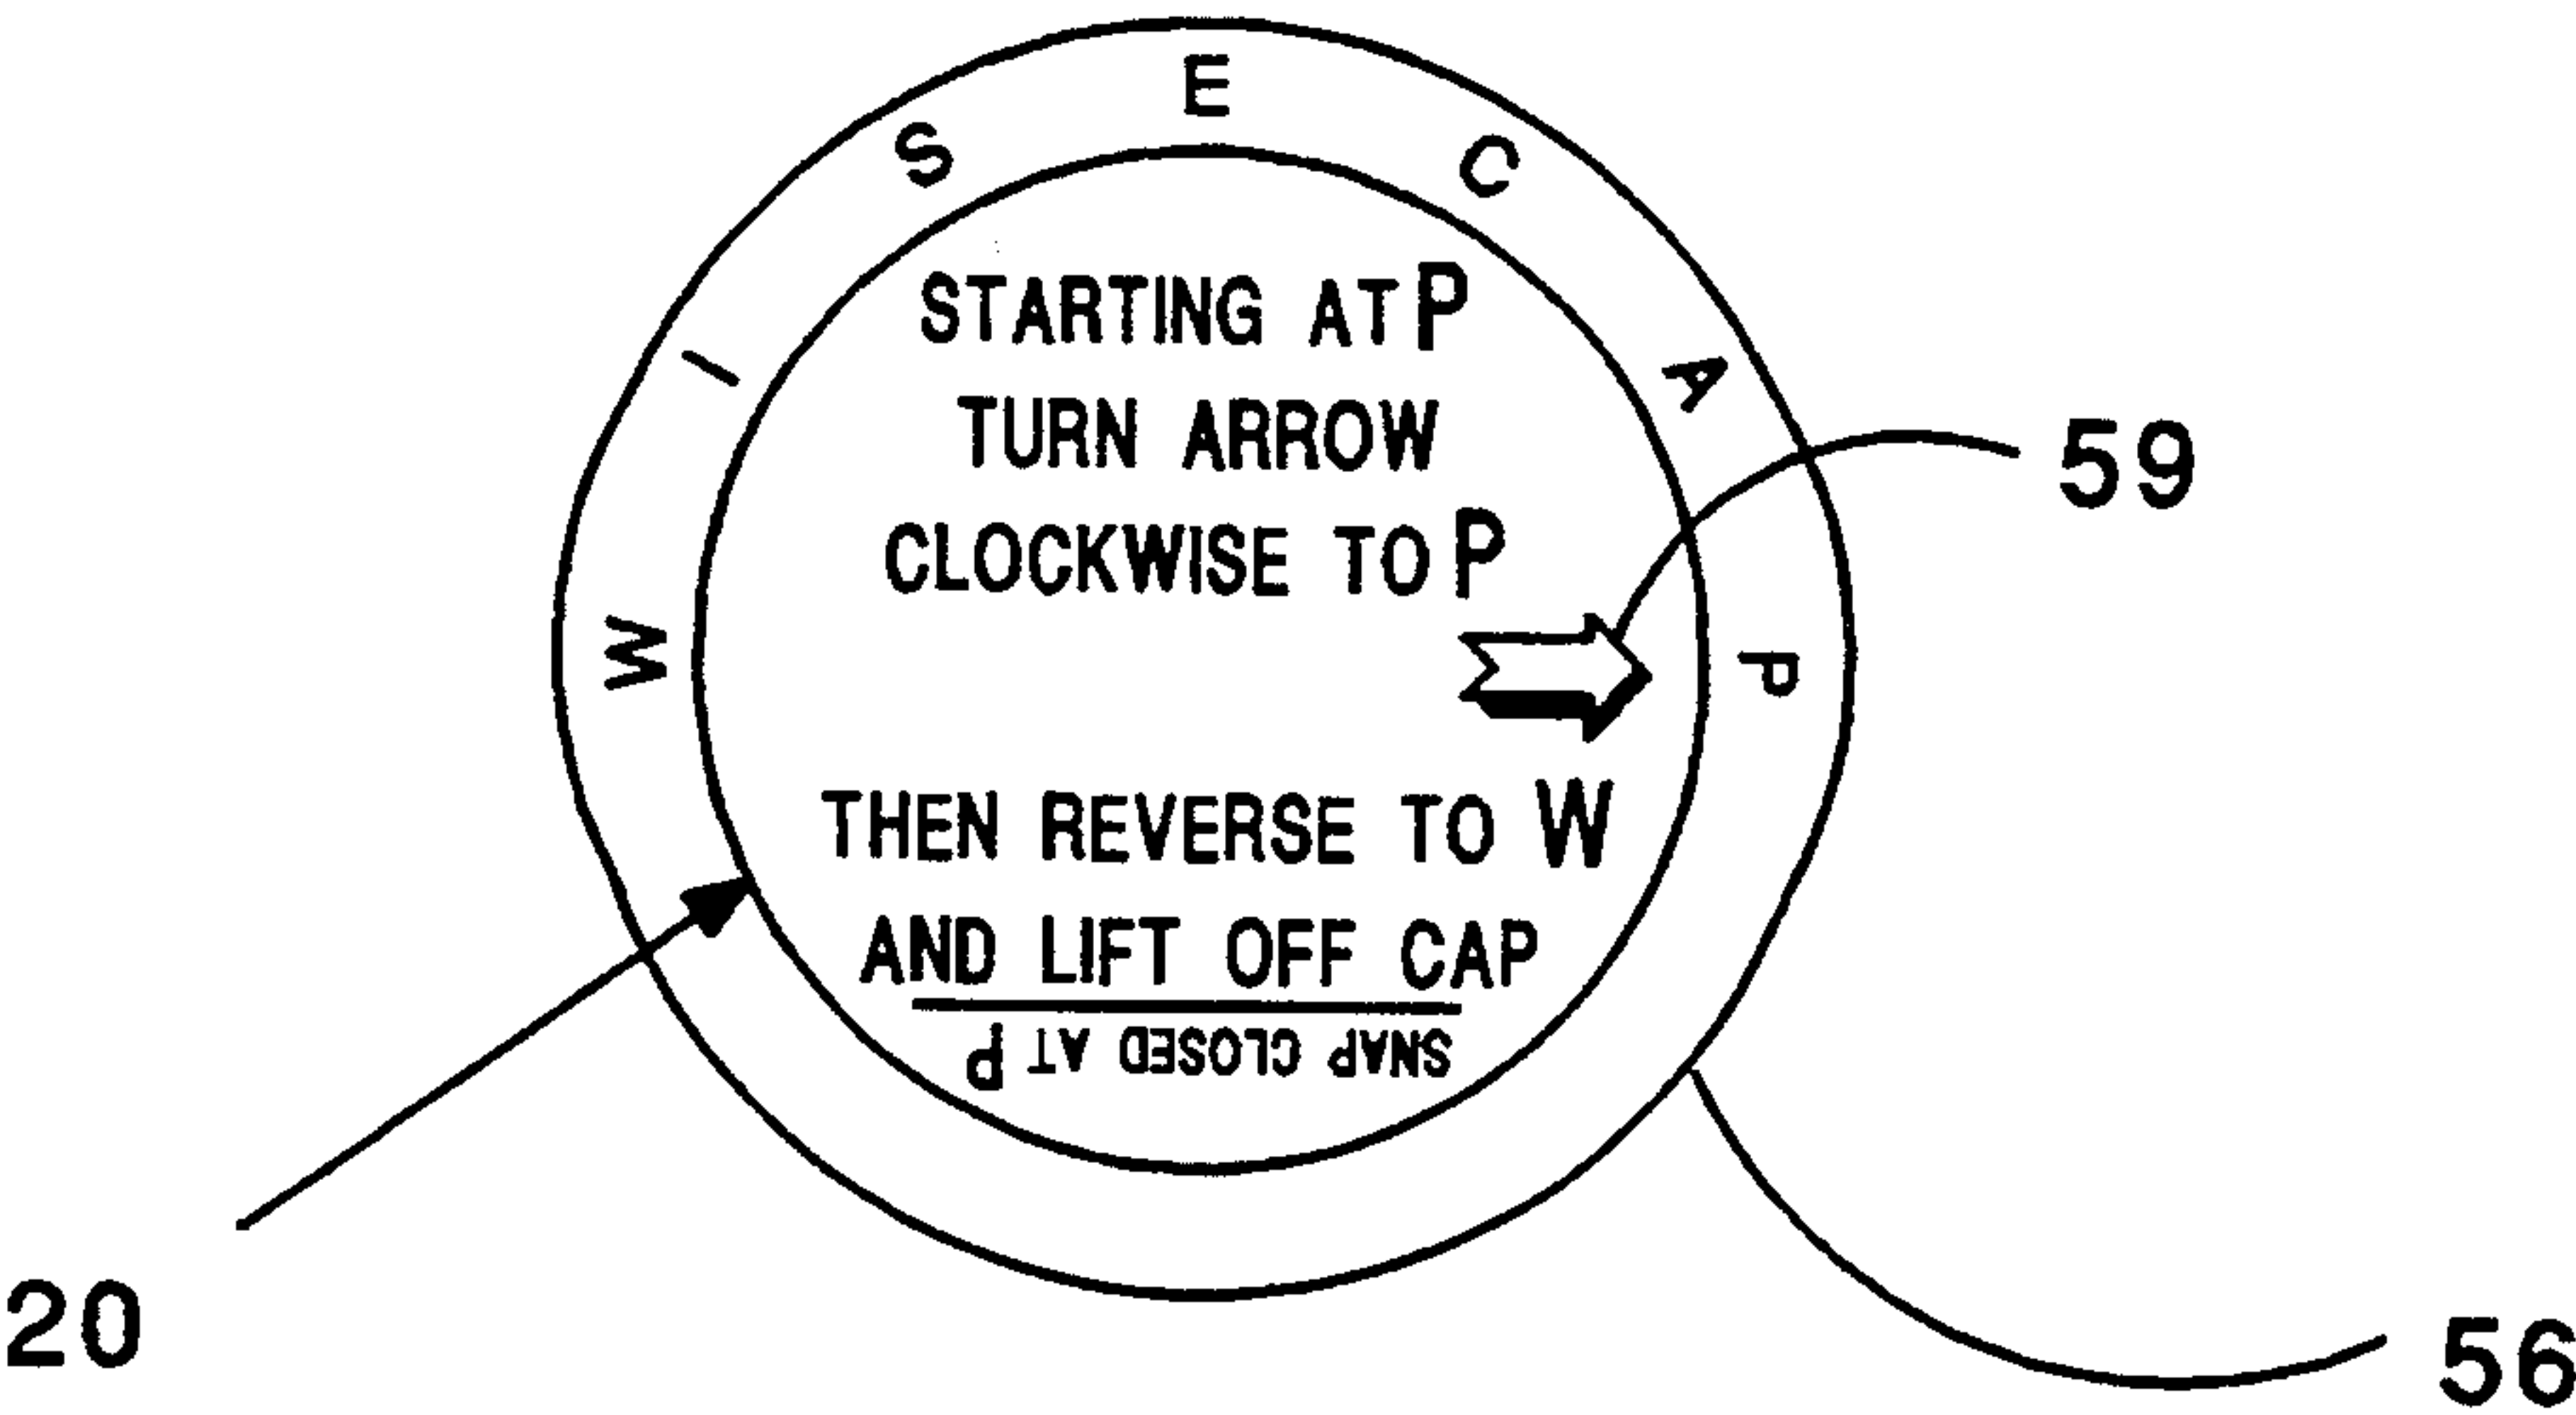 WISECAP
STARTING AT P
TURN ARROW
CLOCKWISE TO P
59
THEN REVERSE TO W
AND LIFT OFF CAP
SNAP CLOSED AT P
20
56